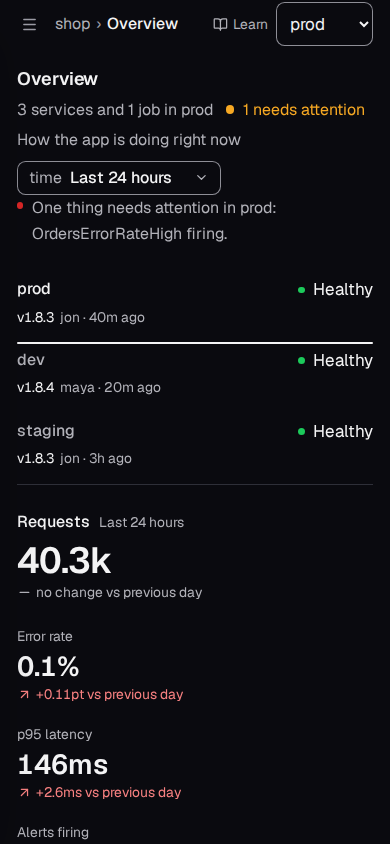 shop › Overview
Learn
prod
Overview
3 services and 1 job in prod
1 needs attention
How the app is doing right now
time Last 24 hours
One thing needs attention in prod:
OrdersErrorRateHigh firing.
prod
Healthy
v1.8.3 jon · 40m ago
dev
Healthy
v1.8.4 maya · 20m ago
staging
Healthy
v1.8.3 jon · 3h ago
Requests Last 24 hours
40.3k
— no change vs previous day
Error rate
0.1%
↗ +0.11pt vs previous day
p95 latency
146ms
↗ +2.6ms vs previous day
Alerts firing